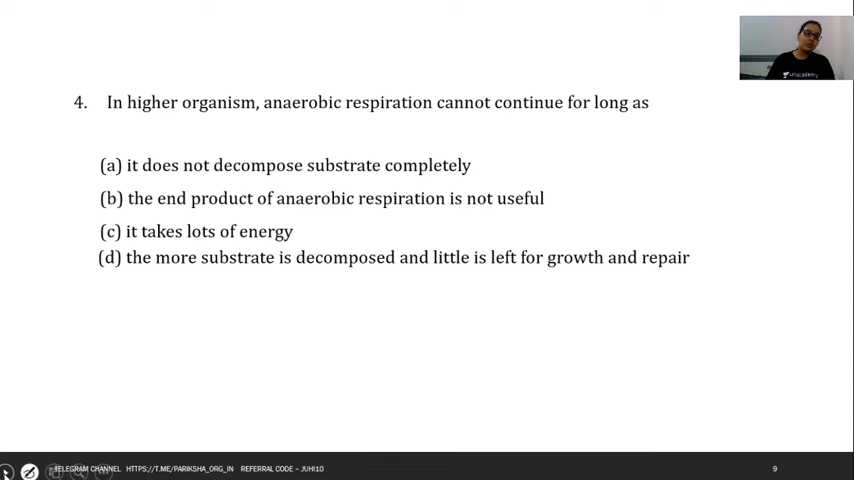 unacademy
4. In higher organism, anaerobic respiration cannot continue for long as
(a) it does not decompose substrate completely
(b) the end product of anaerobic respiration is not useful
(c) it takes lots of energy
(d) the more substrate is decomposed and little is left for growth and repair
TELEGRAM CHANNEL HTTPS://T.ME/PARIKSHA_ORG_IN REFERRAL CODE - JUHI10
9